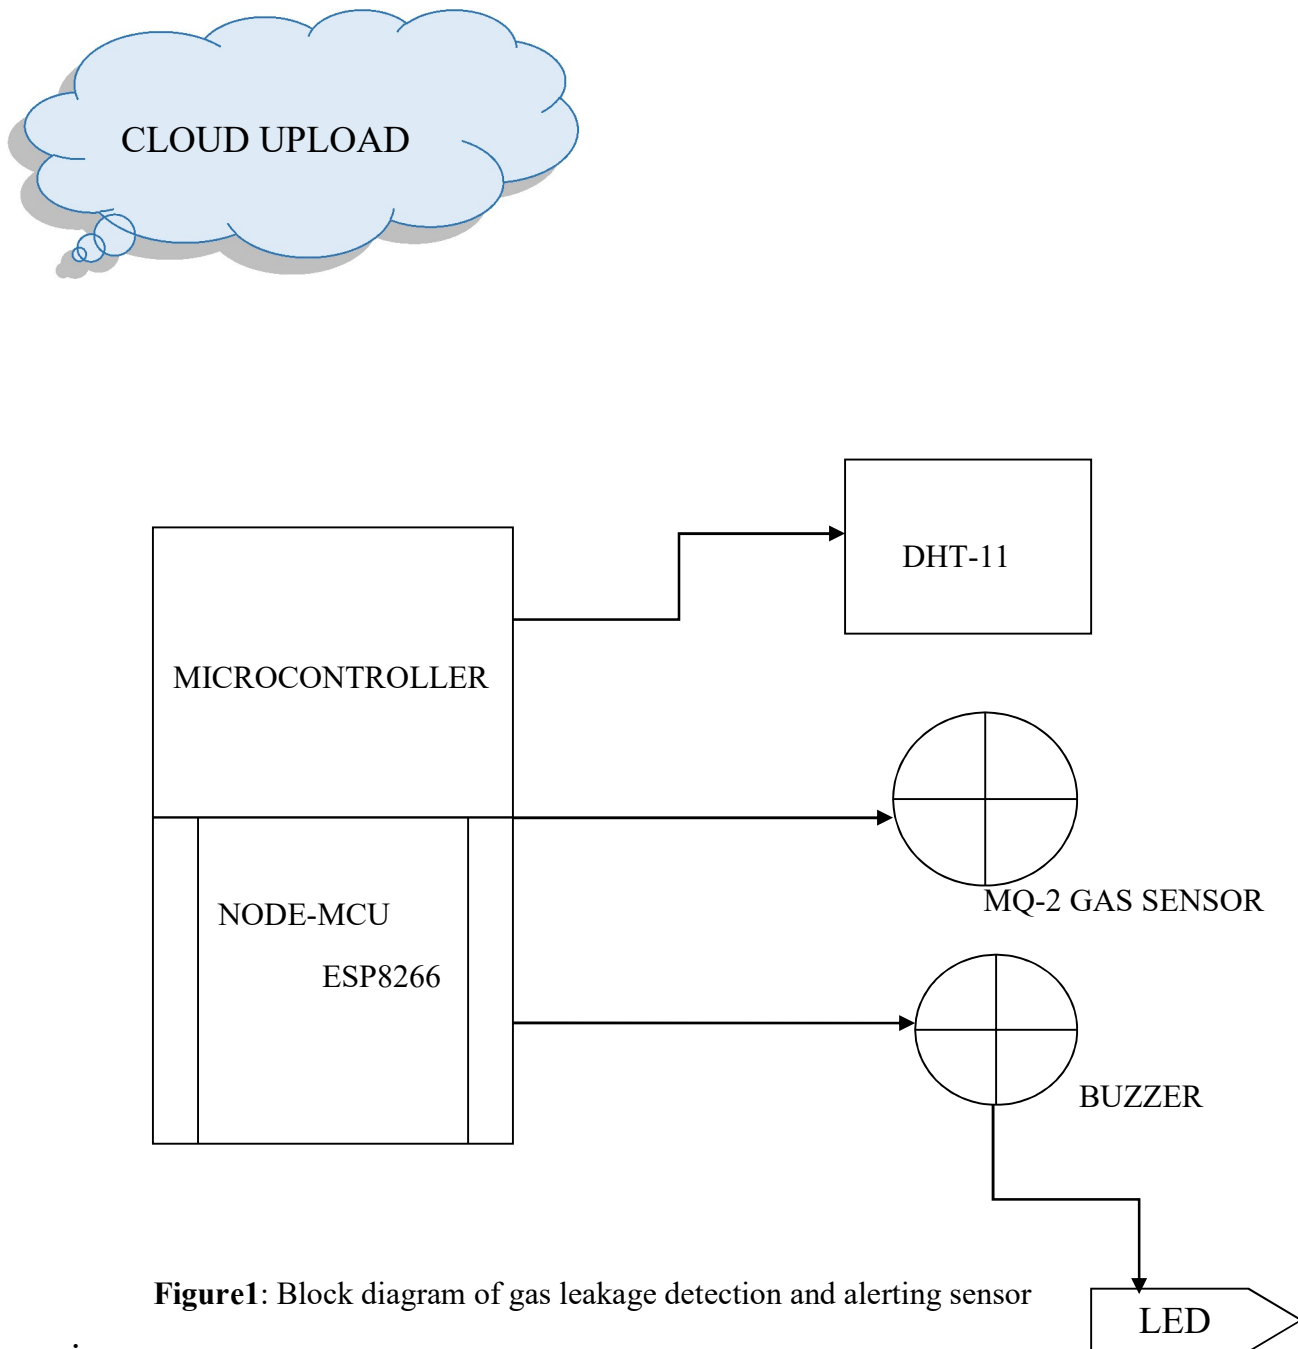 CLOUD UPLOAD
DHT-11
MICROCONTROLLER
MQ-2 GAS SENSOR
NODE-MCU
ESP8266
BUZZER
Figure1: Block diagram of gas leakage detection and alerting sensor
LED
.